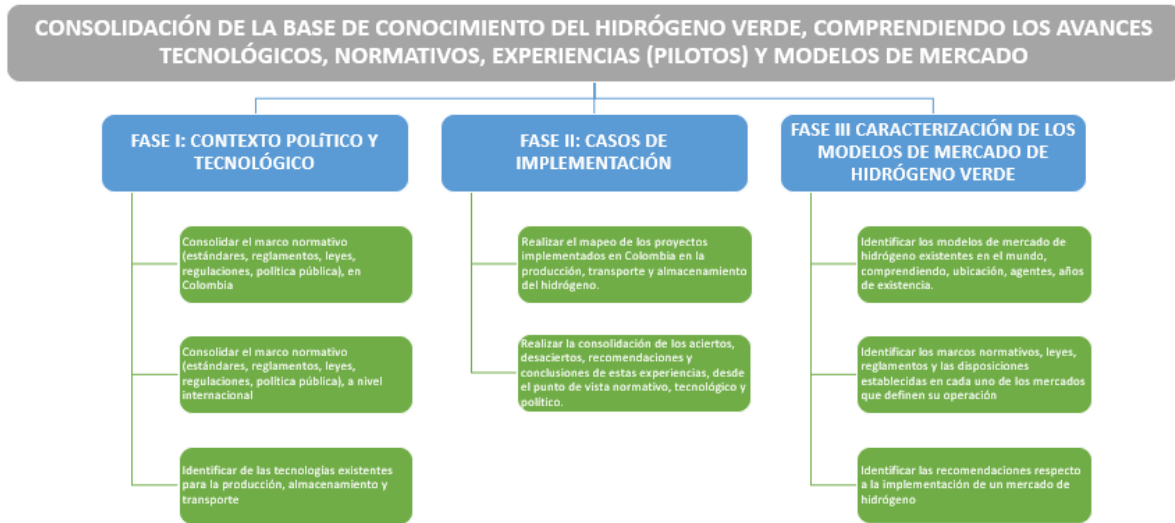 CONSOLIDACIÓN DE LA BASE DE CONOCIMIENTO DEL HIDRÓGENO VERDE, COMPRENDIENDO LOS AVANCES
TECNOLÓGICOS, NORMATIVOS, EXPERIENCIAS (PILOTOS) Y MODELOS DE MERCADO
FASE I: CONTEXTO POLíTICO Y
TECNOLÓGICO
Consolidar el marco normativo
(estándares, reglamentos, leyes,
regulaciones, política pública), en
Colombia
Consolidar el marco normativo
(estándares, reglamentos, leyes,
regulaciones, política pública), a nivel
internacional
Identificar de las tecnologías existentes
para la producción, almacenamiento y
transporte
FASE II: CASOS DE
IMPLEMENTACIÓN
Realizar el mapeo de los proyectos
implementados en Colombia en la
producción, transporte y almacenamiento
del hidrógeno.
Realizar la consolidación de los aciertos,
desaciertos, recomendaciones y
conclusiones de estas experiencias, desde
el punto de vista normativo, tecnológico y
político.
FASE III CARACTERIZACIÓN DE LOS
MODELOS DE MERCADO DE
HIDRÓGENO VERDE
Identificar los modelos de mercado de
hidrógeno existentes en el mundo,
comprendiendo, ubicación, agentes, años
de existencia.
Identificar los marcos normativos, leyes,
reglamentos y las disposiciones
establecidas en cada uno de los mercados
que definen su operación
Identificar las recomendaciones respecto
a la implementación de un mercado de
hidrógeno